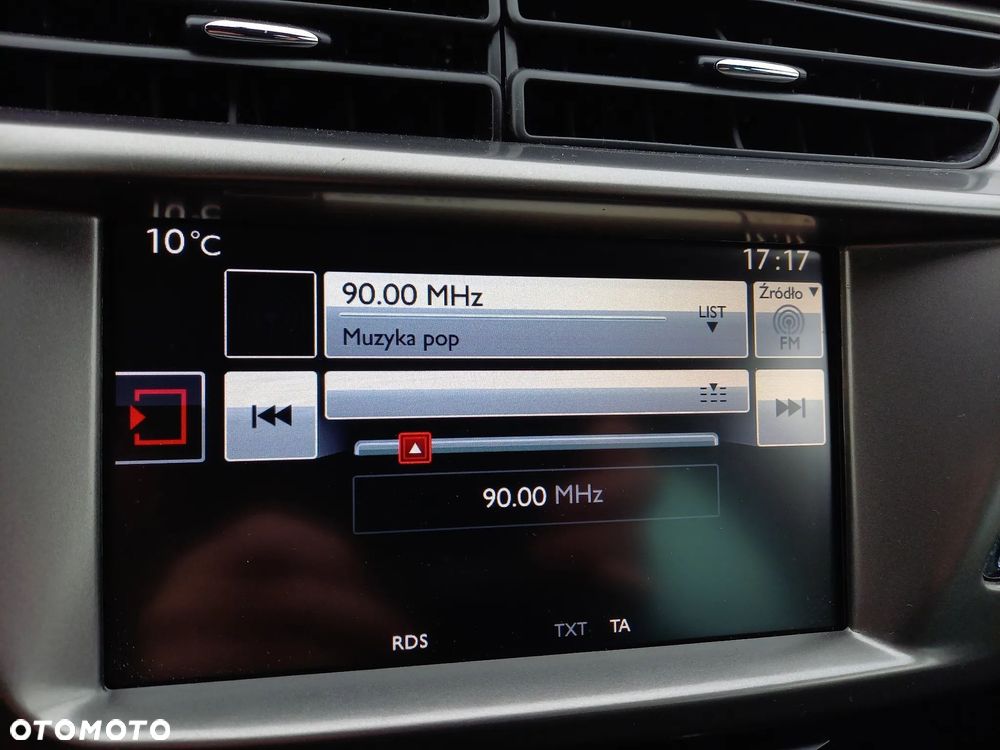 10°C
17:17
90.00 MHz
LIST
Źródło
Muzyka pop
FM
90.00 MHz
RDS
TXT
TA
OTOMOTO